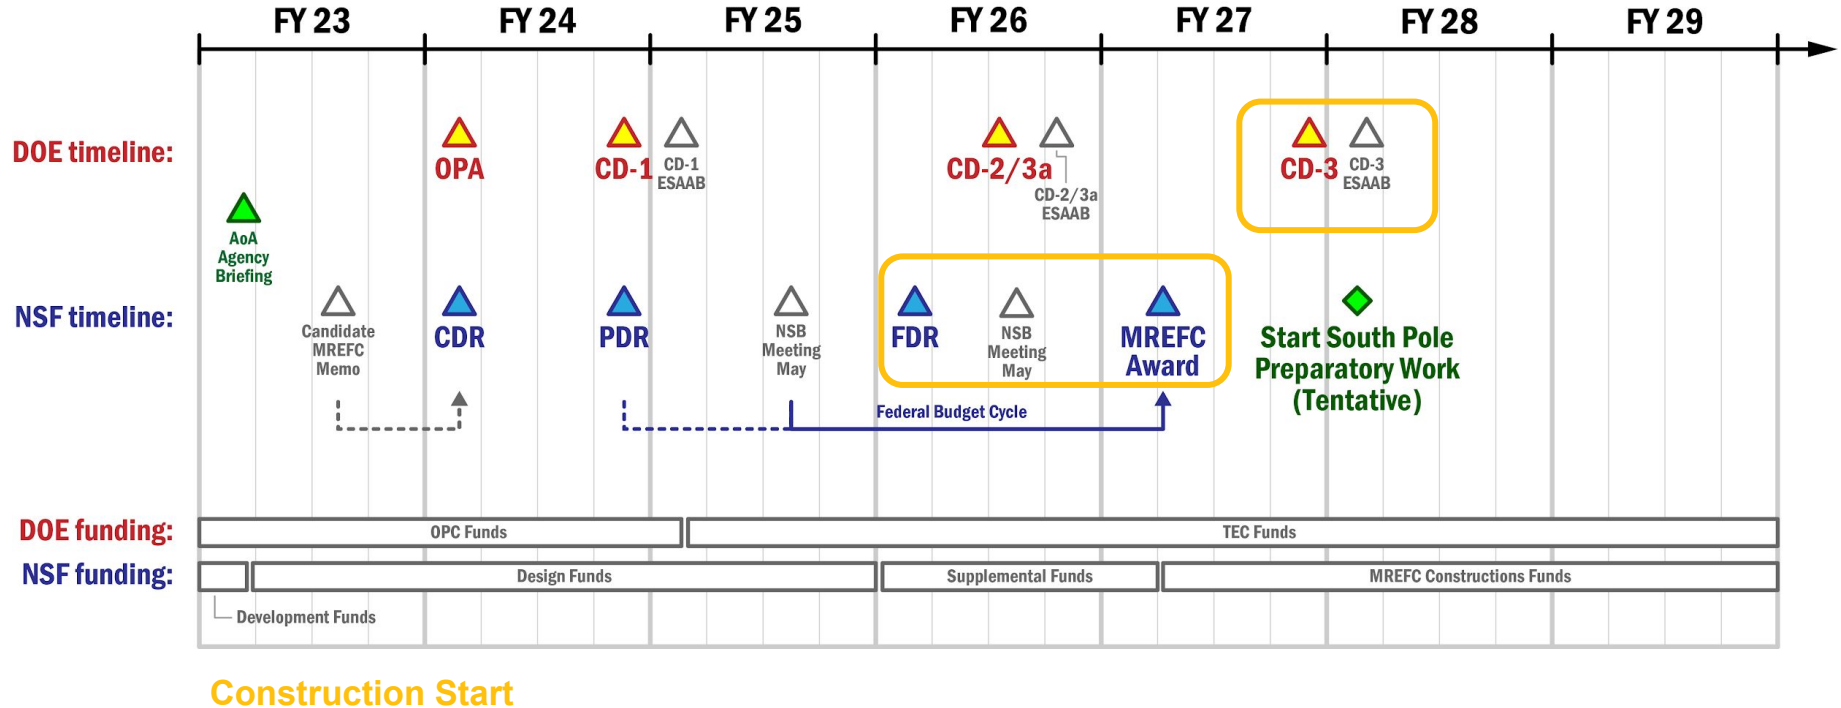 FY 23 FY 24 FY 25 FY 26 FY 27 FY 28 FY 29
DOE timeline:
OPA
CD-1
CD-1
ESAAB
CD-2/3a
CD-2/3a
ESAAB
CD-3
CD-3
ESAAB
AoA
Agency
Briefing
NSF timeline:
Candidate
MREFC
Memo
CDR
PDR
NSB
Meeting
May
FDR
NSB
Meeting
May
MREFC
Award
Start South Pole
Preparatory Work
(Tentative)
Federal Budget Cycle
DOE funding:
OPC Funds
TEC Funds
NSF funding:
Design Funds
Supplemental Funds
MREFC Constructions Funds
Development Funds
Construction Start